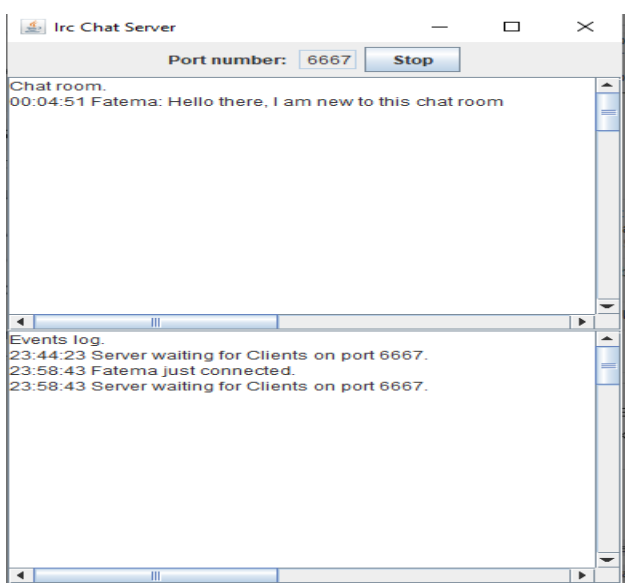 Irc Chat Server
Port number: 6667 Stop
Chat room.
00:04:51 Fatema: Hello there, I am new to this chat room
Events log.
23:44:23 Server waiting for Clients on port 6667.
23:58:43 Fatema just connected.
23:58:43 Server waiting for Clients on port 6667.